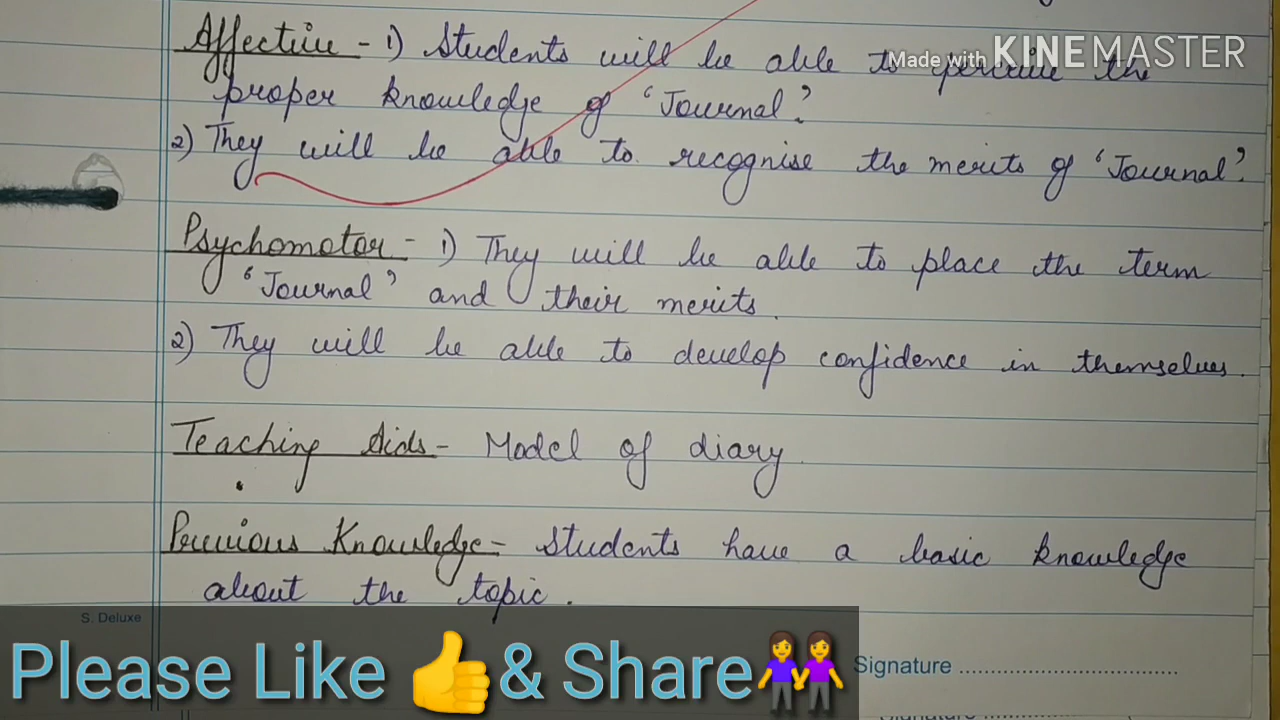 Made with KINEMASTER
Affective - 1) Students will be able to perceive the
proper knowledge of 'Journal'.
2) They will be able to recognise the merits of 'Journal'.
Psychomotor - 1) They will be able to place the term
'Journal' and their merits.
2) They will be able to develop confidence in themselves.
Teaching Aids - Model of diary
Previous Knowledge - Students have a basic knowledge
about the topic.
S. Deluxe
Please Like 👍& Share👭
Signature ...................................